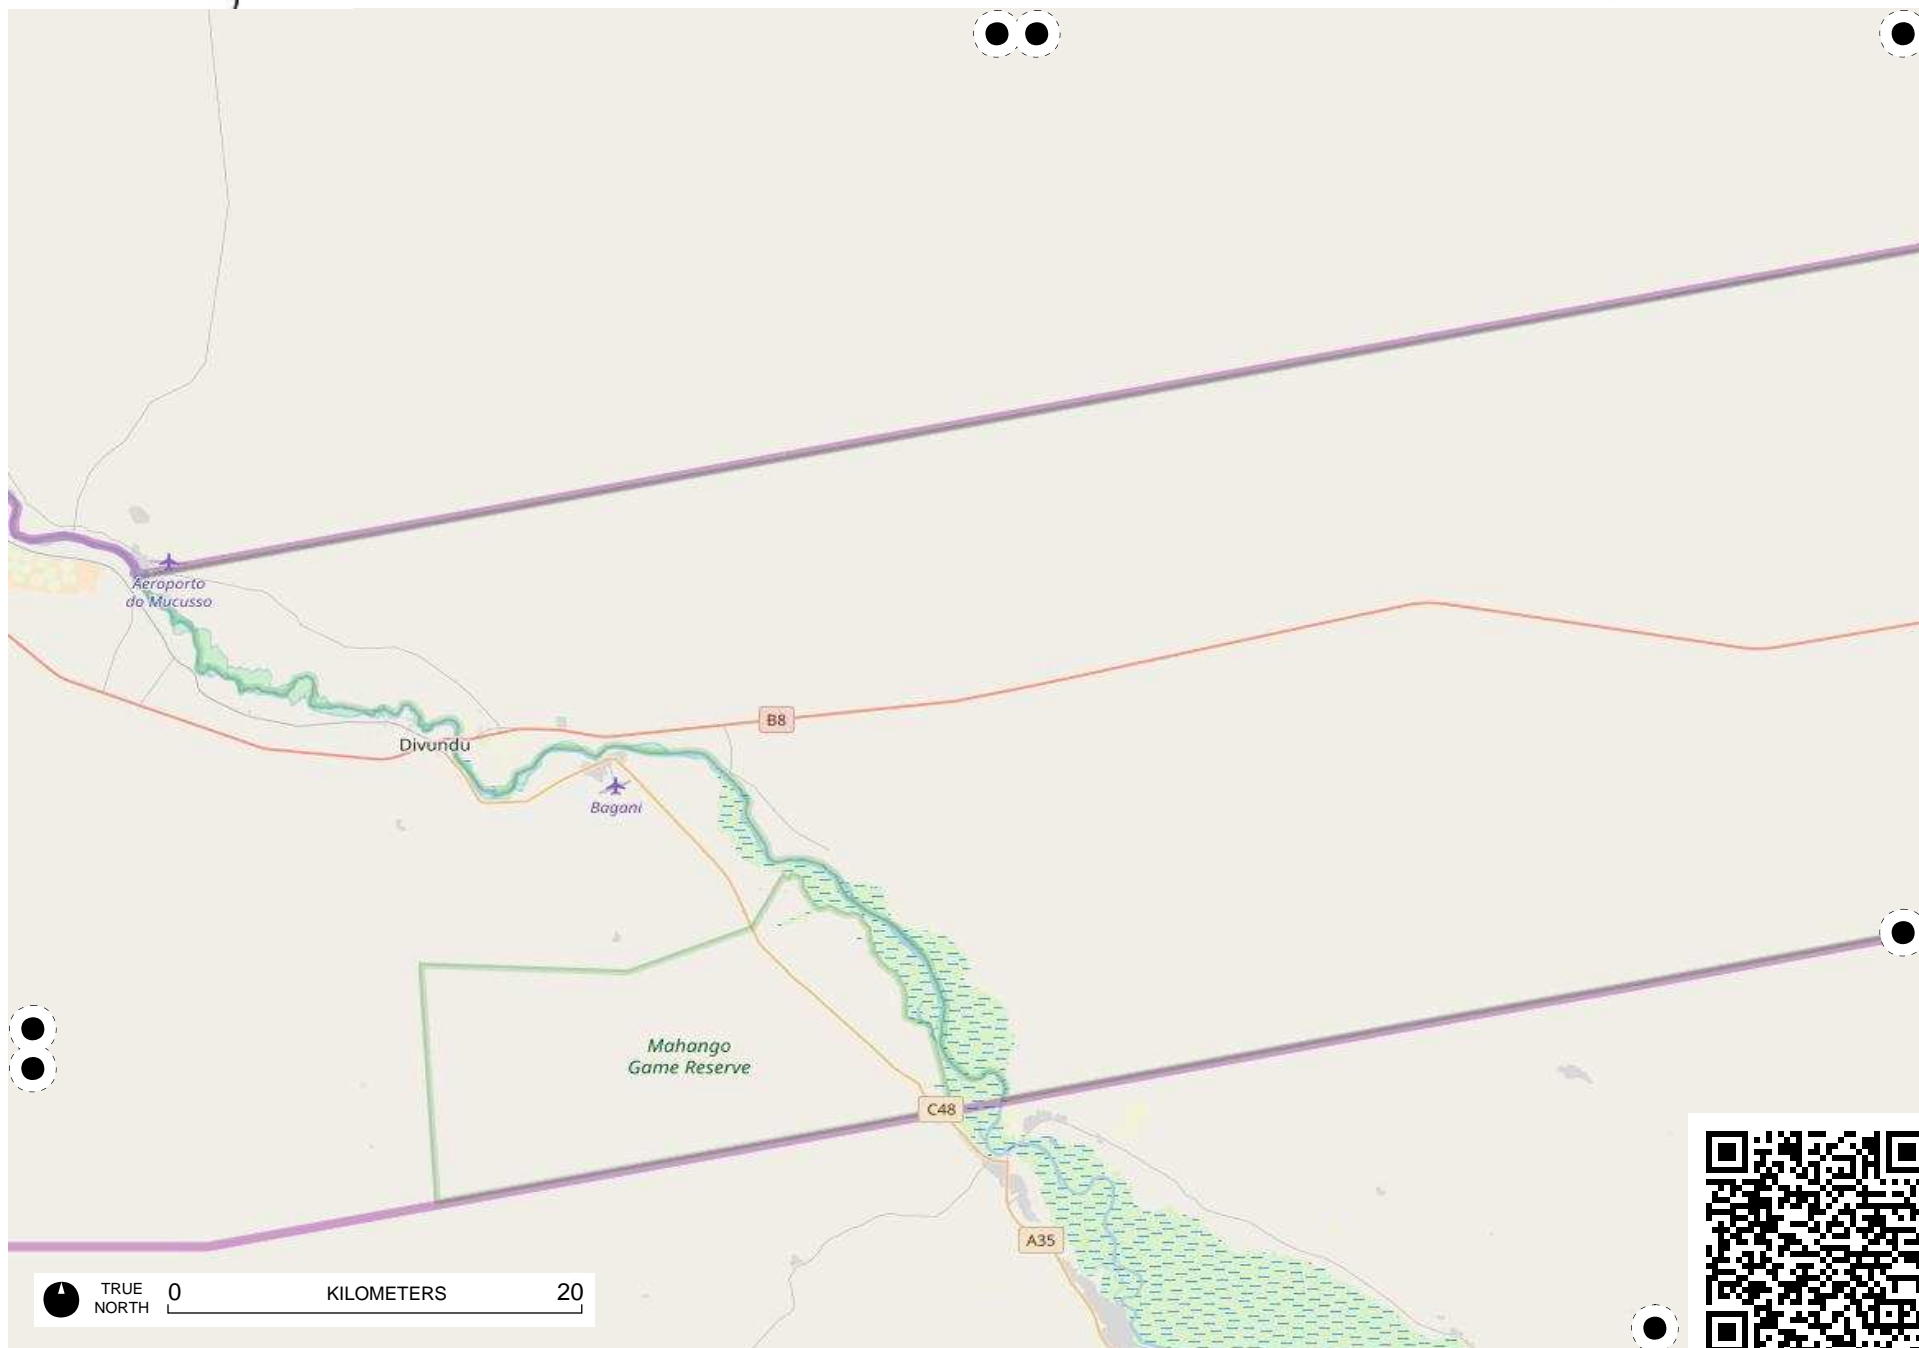 Aeroporto
do Mucusso
B8
Divundu
Bagani
Mahango
Game Reserve
C48
A35
TRUE
NORTH
0 KILOMETERS 20